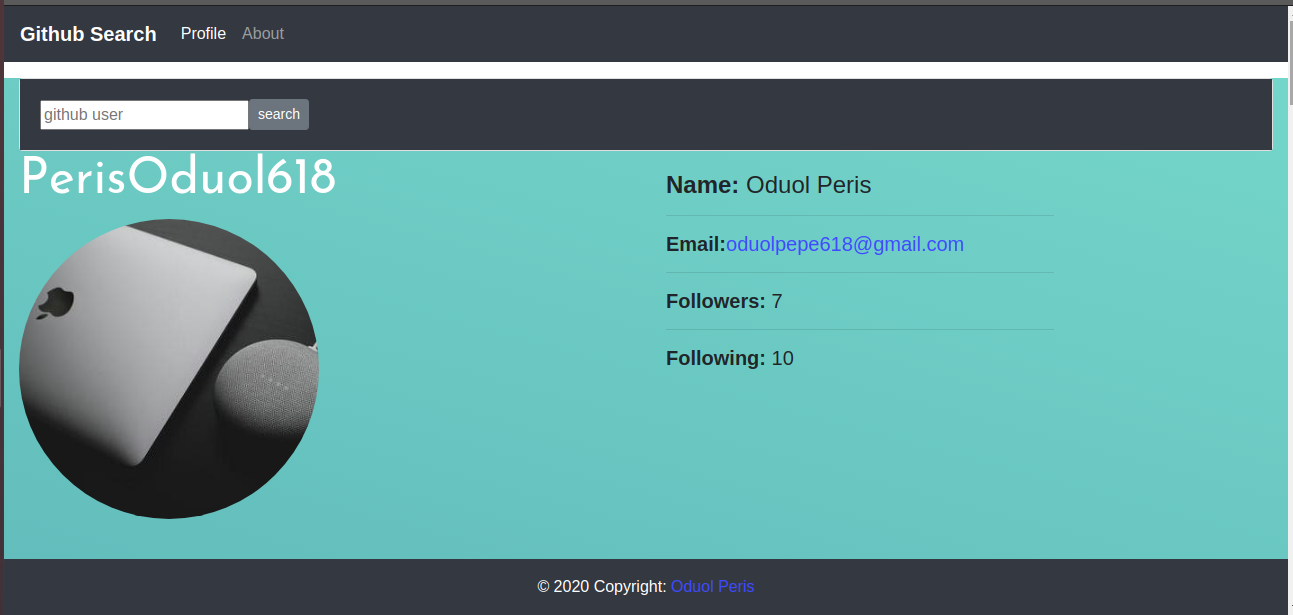 Github Search Profile About
github user search
PerisOduol618
Name: Oduol Peris
Email:oduolpepe618@gmail.com
Followers: 7
Following: 10
© 2020 Copyright: Oduol Peris